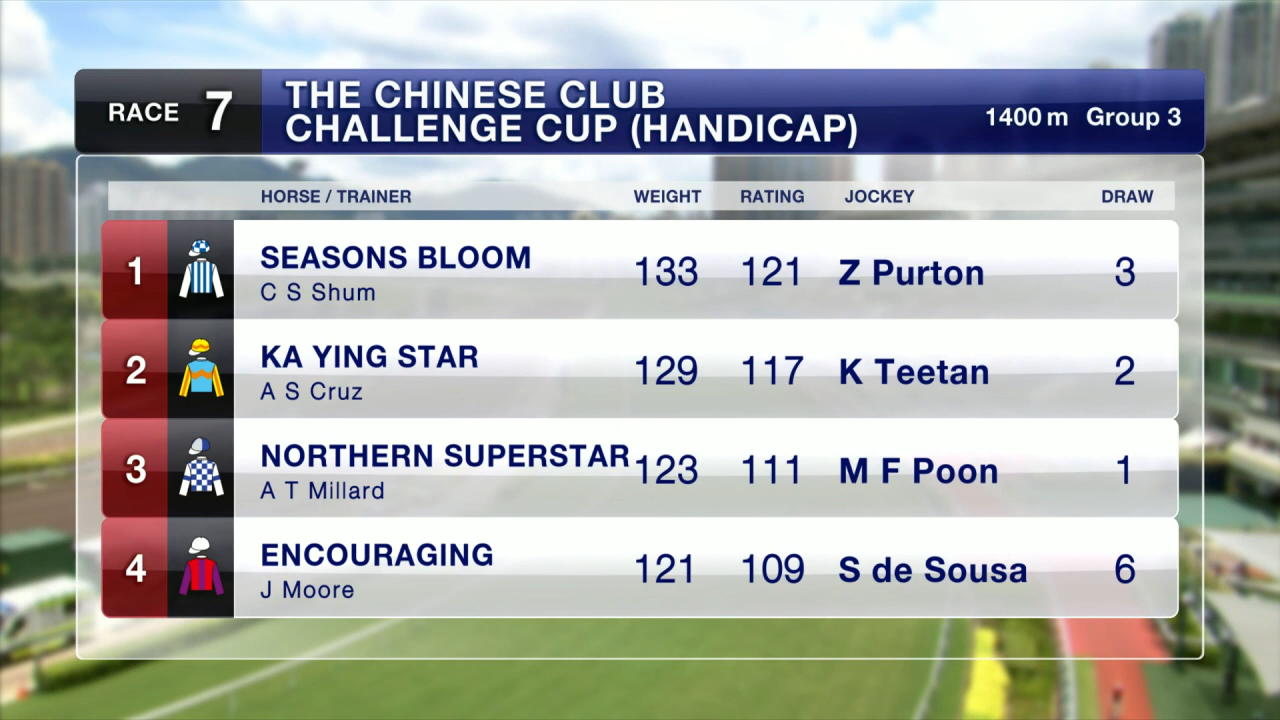 RACE 7
THE CHINESE CLUB
CHALLENGE CUP (HANDICAP)
1400 m Group 3
HORSE / TRAINER WEIGHT RATING JOCKEY DRAW
1 SEASONS BLOOM 133 121 Z Purton 3
C S Shum
2 KA YING STAR 129 117 K Teetan 2
A S Cruz
3 NORTHERN SUPERSTAR 123 111 M F Poon 1
A T Millard
4 ENCOURAGING 121 109 S de Sousa 6
J Moore